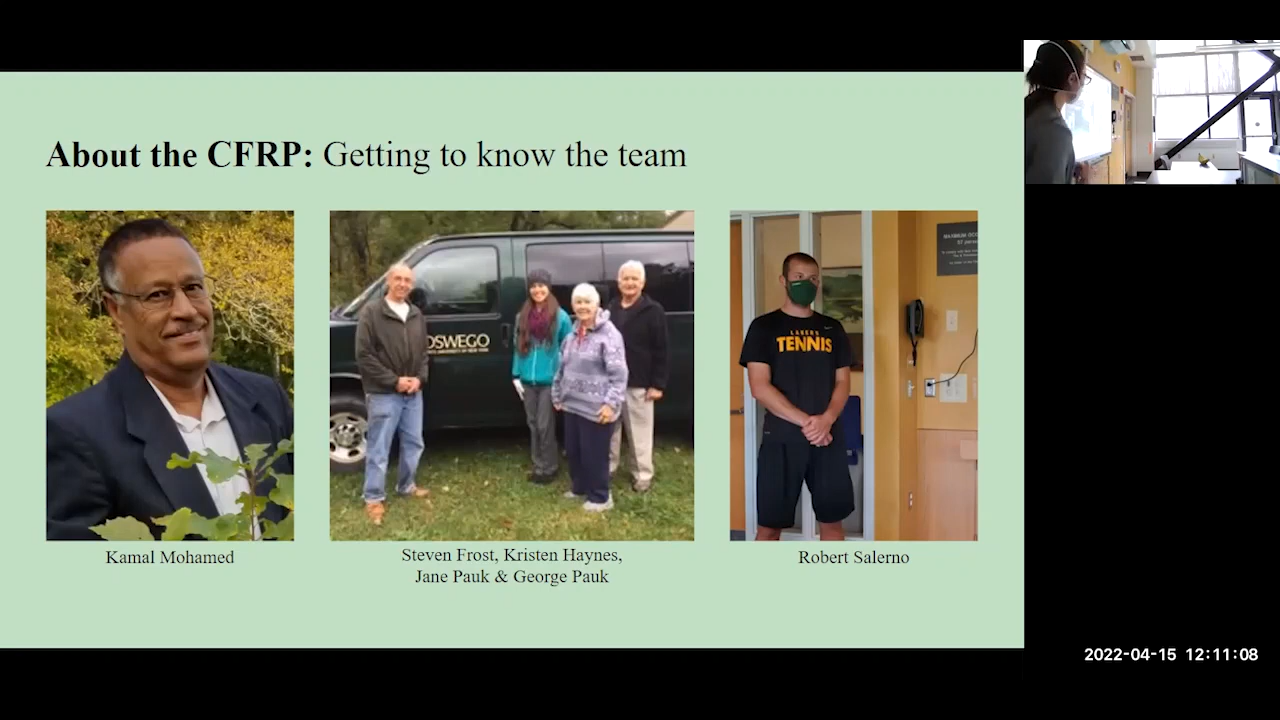 About the CFRP: Getting to know the team
OSWEGO
LAKERS
TENNIS
Kamal Mohamed
Steven Frost, Kristen Haynes,
Jane Pauk & George Pauk
Robert Salerno
2022-04-15 12:11:08